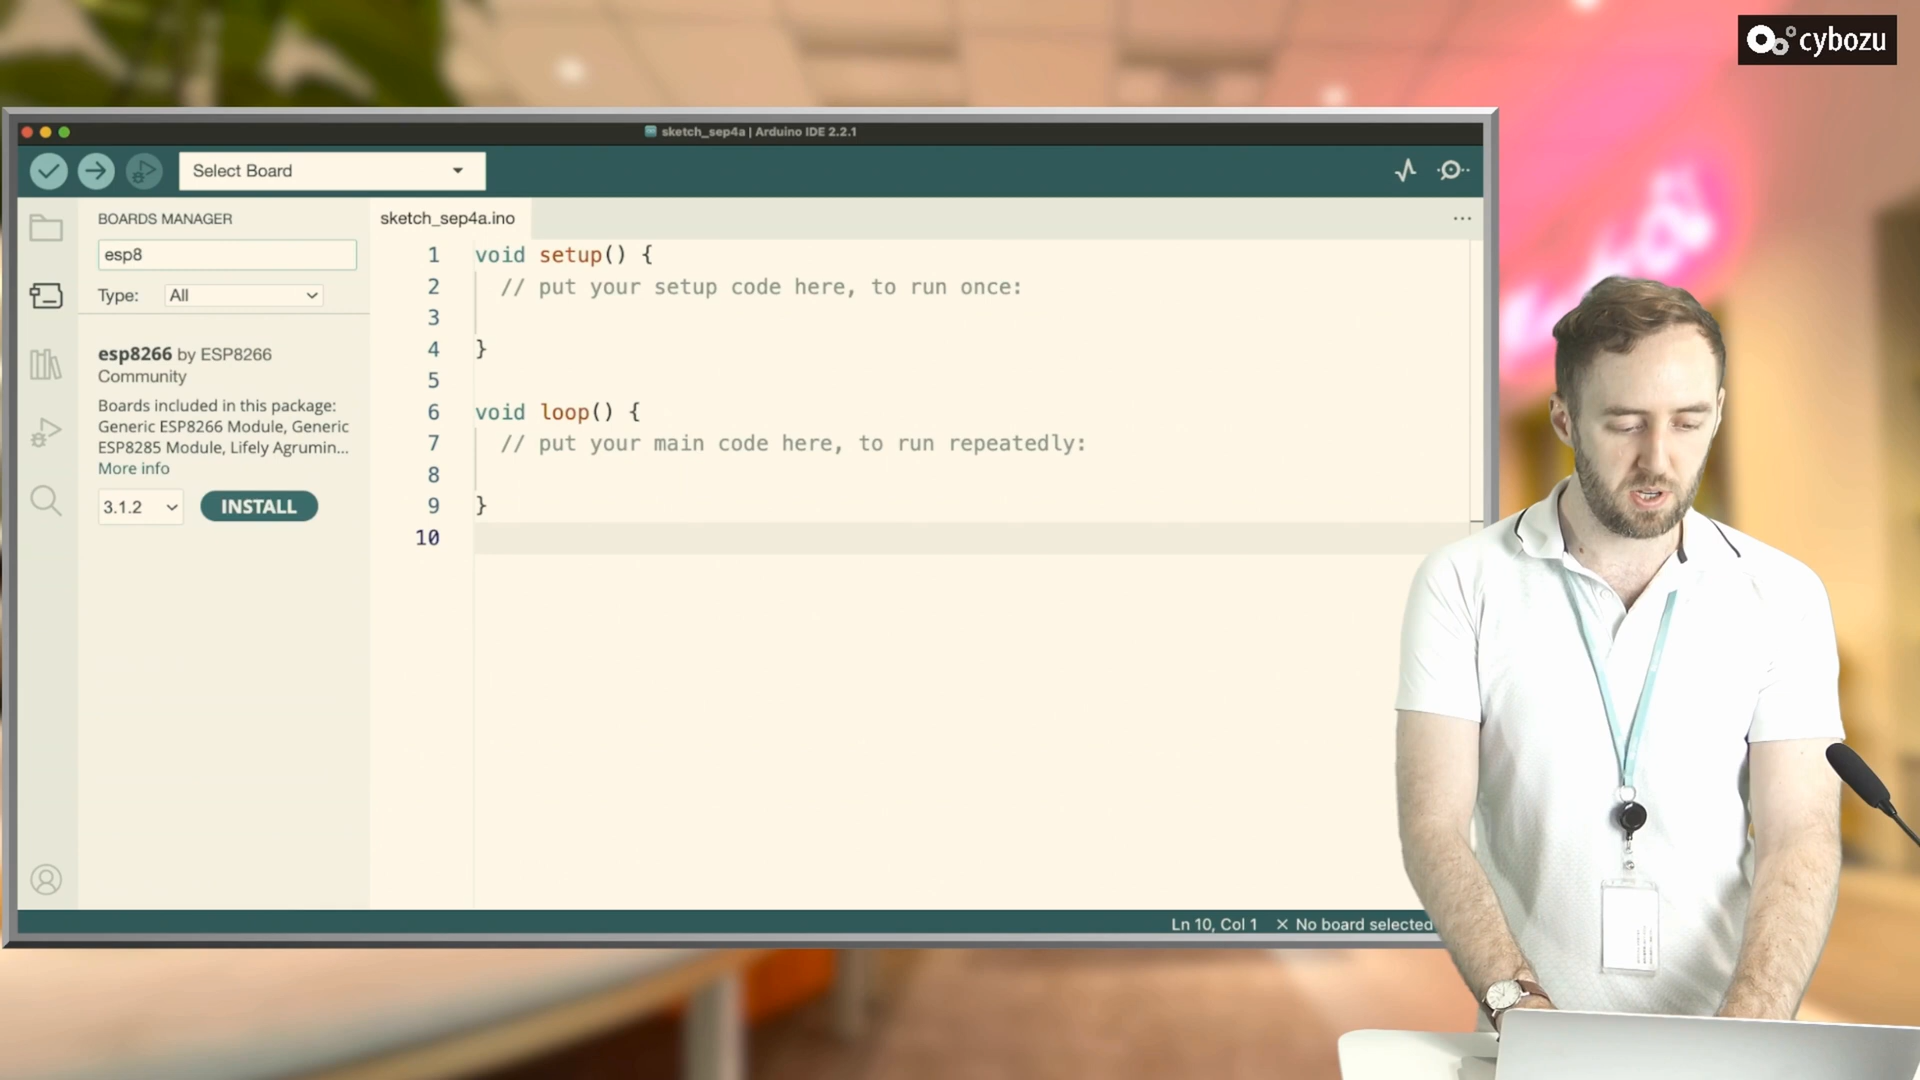 cybozu
sketch_sep4a | Arduino IDE 2.2.1
Select Board
BOARDS MANAGER
esp8
Type: All
esp8266 by ESP8266
Community
Boards included in this package:
Generic ESP8266 Module, Generic
ESP8285 Module, Lifely Agrumin...
More info
3.1.2
INSTALL
sketch_sep4a.ino
1 void setup() {
2 // put your setup code here, to run once:
3
4 }
5
6 void loop() {
7 // put your main code here, to run repeatedly:
8
9 }
10
Ln 10, Col 1 × No board selected